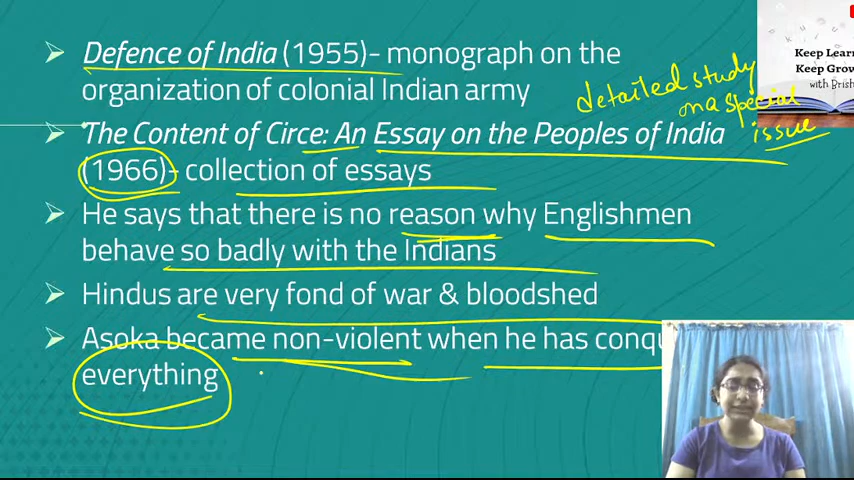 Defence of India (1955)- monograph on the
organization of colonial Indian army
detailed study
on a special
issue
The Content of Circe: An Essay on the Peoples of India
(1966)- collection of essays
He says that there is no reason why Englishmen
behave so badly with the Indians
Hindus are very fond of war & bloodshed
Asoka became non-violent when he has
everything
Keep Lear
Keep Grow
with Brish